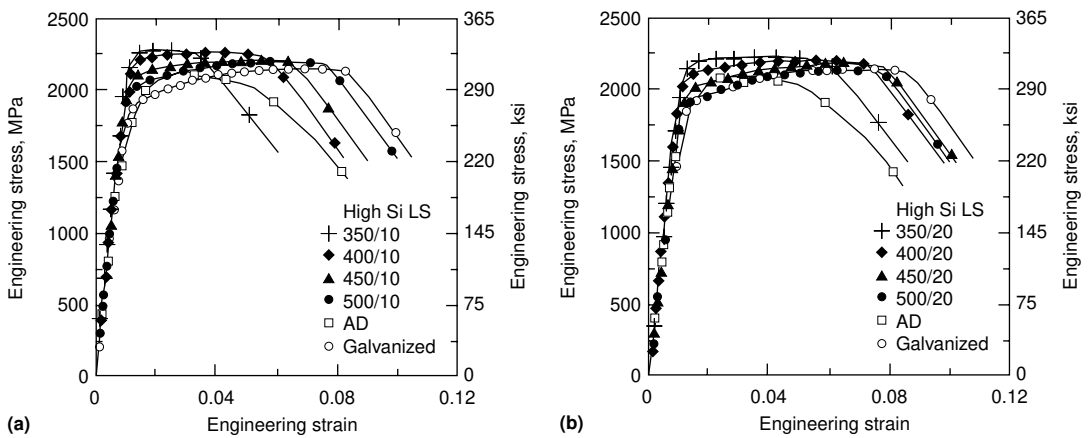 2500
2000
1500
1000
500
0
Engineering stress, MPa
365
290
220
145
75
0
Engineering stress, ksi
High Si LS
350/10
400/10
450/10
500/10
AD
Galvanized
0
0.04
0.08
0.12
Engineering strain
(a)
2500
2000
1500
1000
500
0
Engineering stress, MPa
365
290
220
145
75
0
Engineering stress, ksi
High Si LS
350/20
400/20
450/20
500/20
AD
Galvanized
0
0.04
0.08
0.12
Engineering strain
(b)